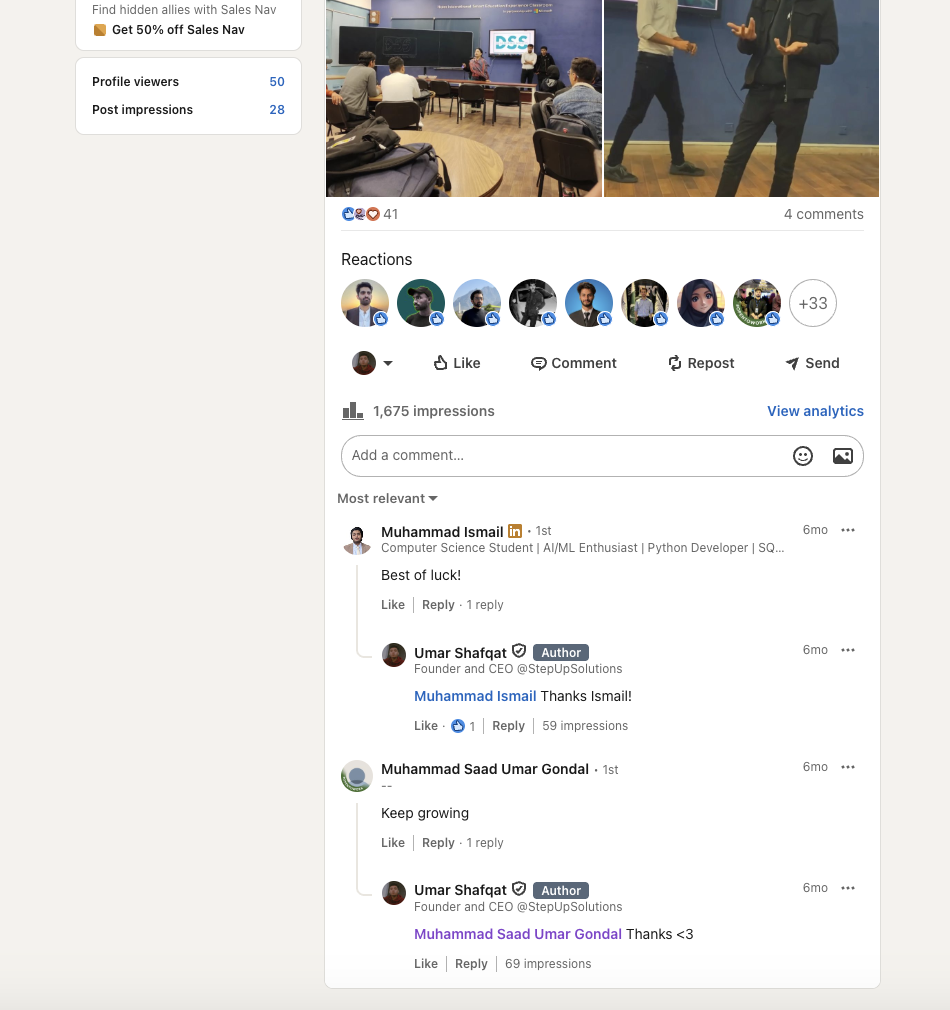 Find hidden allies with Sales Nav
Get 50% off Sales Nav
Profile viewers 50
Post impressions 28
DSS
41
4 comments
Reactions
+33
Like Comment Repost Send
1,675 impressions View analytics
Add a comment...
Most relevant
Muhammad Ismail in • 1st 6mo
Computer Science Student | AI/ML Enthusiast | Python Developer | SQ...
Best of luck!
Like Reply · 1 reply
Umar Shafqat Author 6mo
Founder and CEO @StepUpSolutions
Muhammad Ismail Thanks Ismail!
Like · 1 Reply 59 impressions
Muhammad Saad Umar Gondal • 1st 6mo
--
Keep growing
Like Reply · 1 reply
Umar Shafqat Author 6mo
Founder and CEO @StepUpSolutions
Muhammad Saad Umar Gondal Thanks <3
Like Reply 69 impressions